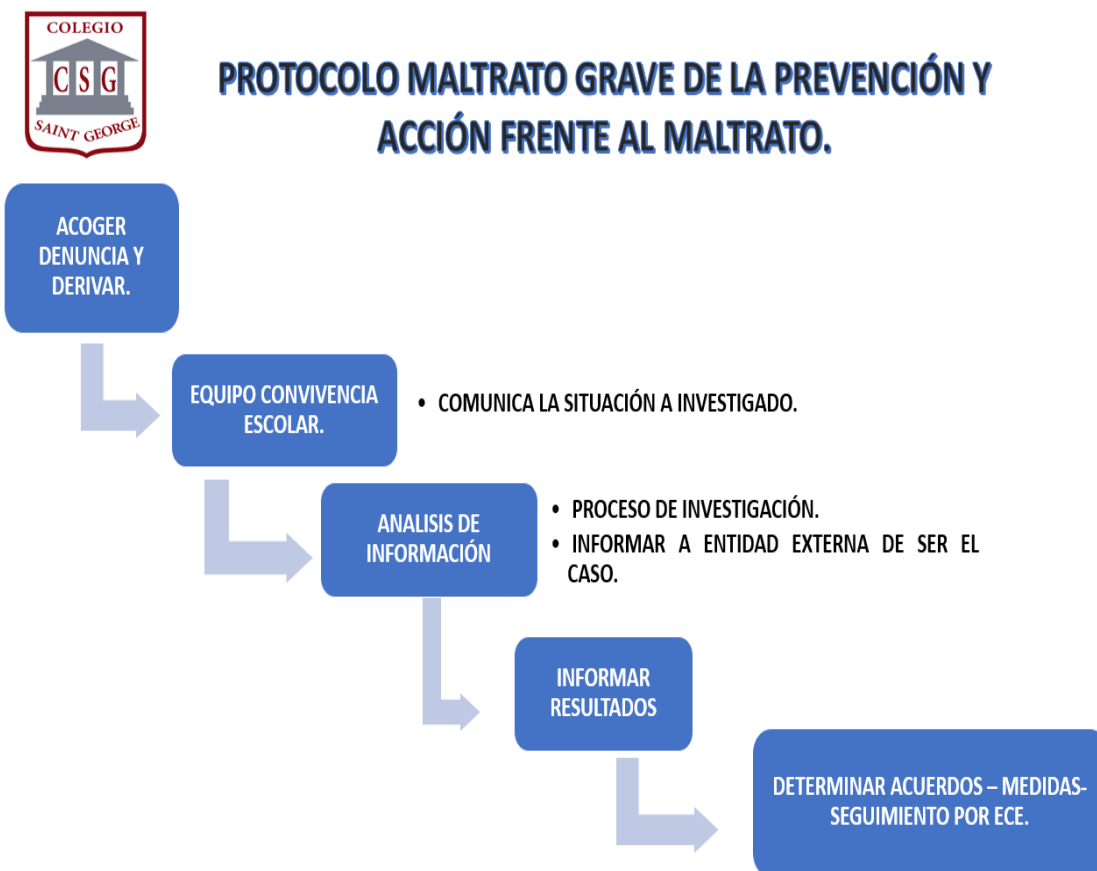 COLEGIO
CSG
SAINT GEORGE
PROTOCOLO MALTRATO GRAVE DE LA PREVENCIÓN Y
ACCIÓN FRENTE AL MALTRATO.
ACOGER
DENUNCIA Y
DERIVAR.
EQUIPO CONVIVENCIA
ESCOLAR.
• COMUNICA LA SITUACIÓN A INVESTIGADO.
ANALISIS DE
INFORMACIÓN
• PROCESO DE INVESTIGACIÓN.
• INFORMAR A ENTIDAD EXTERNA DE SER EL
CASO.
INFORMAR
RESULTADOS
DETERMINAR ACUERDOS – MEDIDAS-
SEGUIMIENTO POR ECE.